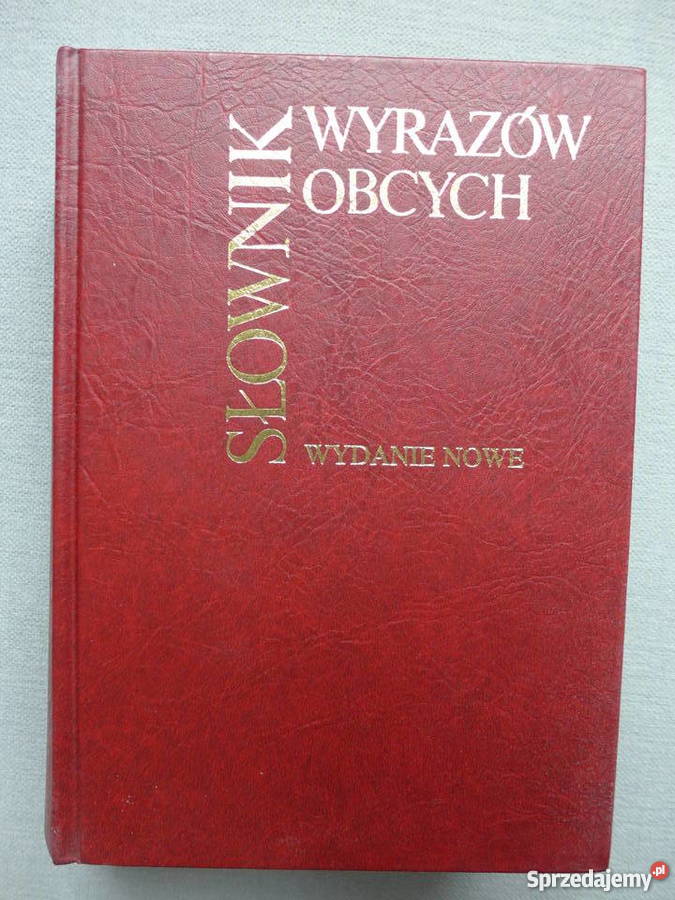 SŁOWNIK
WYRAZÓW
OBCYCH
WYDANIE NOWE
Sprzedajemy.pl